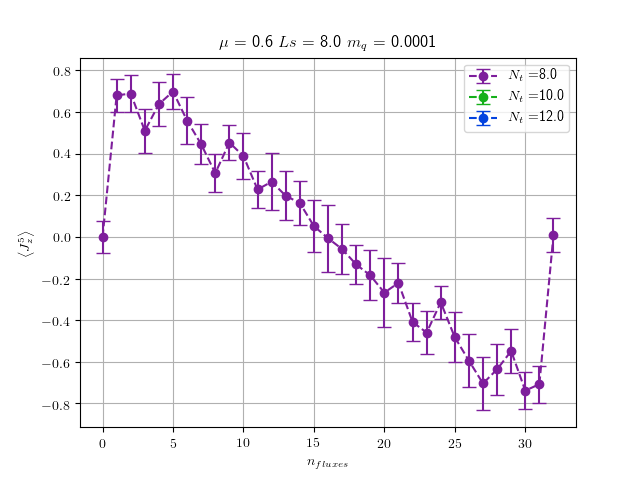 μ = 0.6 Ls = 8.0 m_q = 0.0001
N_t =8.0
N_t =10.0
N_t =12.0
0.8
0.6
0.4
0.2
0.0
−0.2
−0.4
−0.6
−0.8
⟨J_z^5⟩
0 5 10 15 20 25 30
n_fluxes